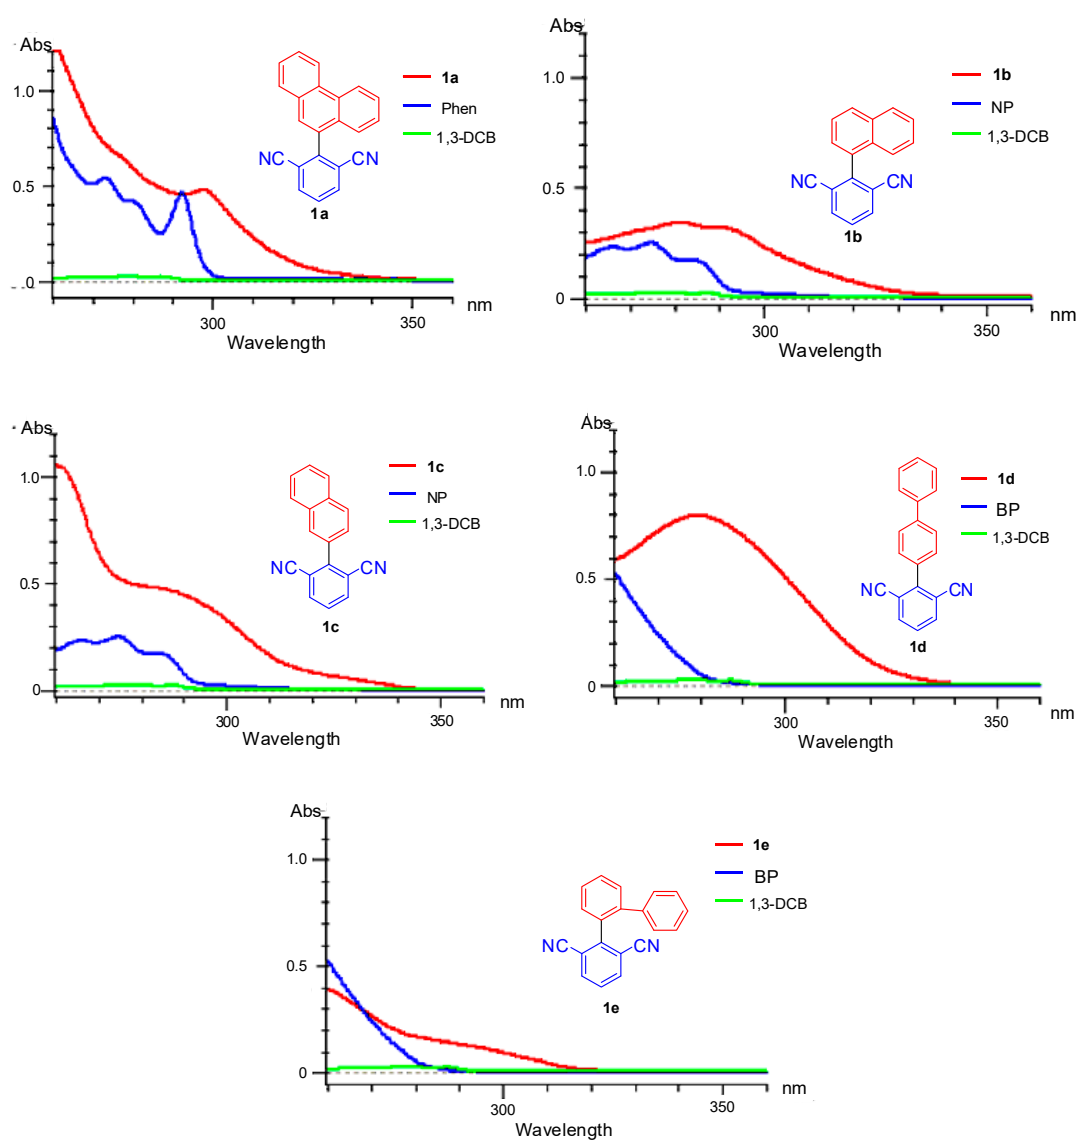 Abs
1.0
0.5
.0
300
350
nm
Wavelength
1a
Phen
1,3-DCB
NC
CN
1a
Abs
1.0
0.5
0
300
350
nm
Wavelength
1b
NP
1,3-DCB
NC
CN
1b
Abs
1.0
0.5
0
300
350
nm
Wavelength
1c
NP
1,3-DCB
NC
CN
1c
Abs
1.0
0.5
0
300
350
nm
Wavelength
1d
BP
1,3-DCB
NC
CN
1d
Abs
1.0
0.5
0
300
350
nm
Wavelength
1e
BP
1,3-DCB
NC
CN
1e